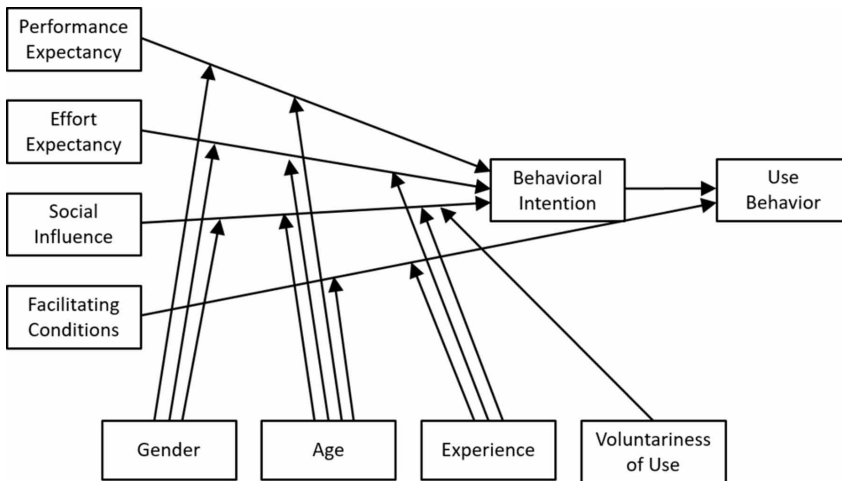 Performance
Expectancy
Effort
Expectancy
Social
Influence
Facilitating
Conditions
Behavioral
Intention
Use
Behavior
Gender
Age
Experience
Voluntariness
of Use